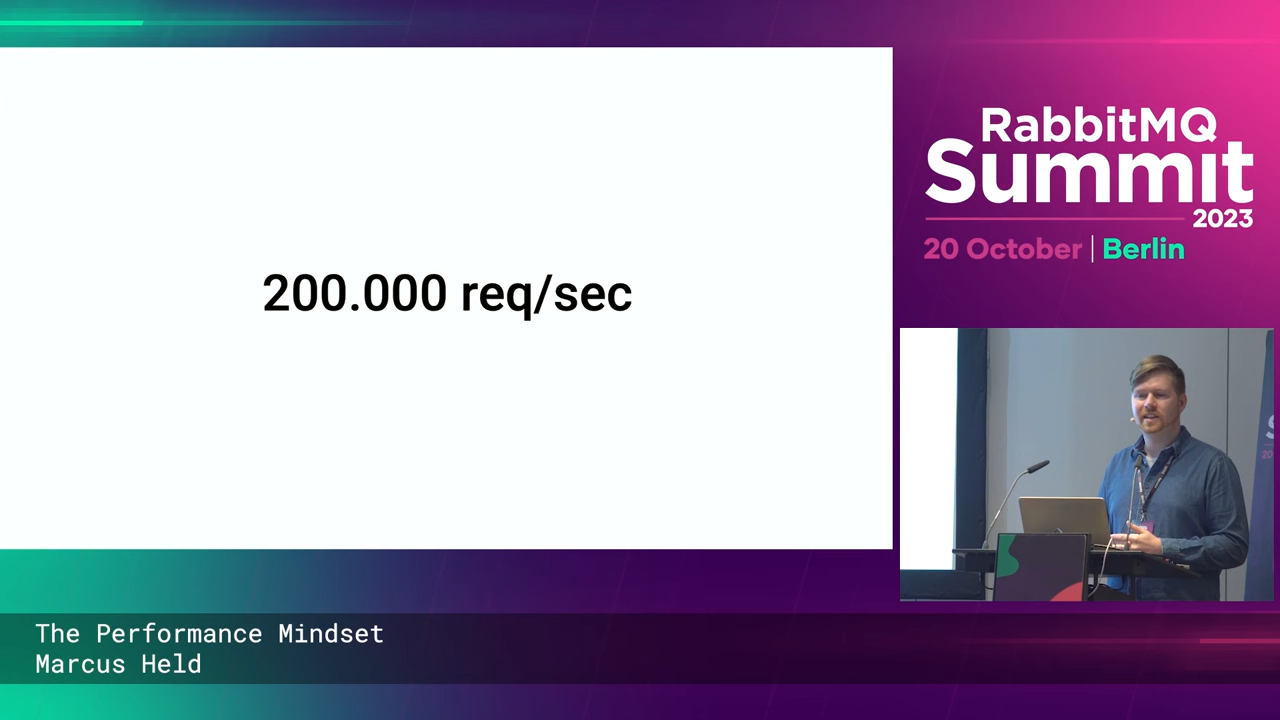 200.000 req/sec
RabbitMQ
Summit
2023
20 October | Berlin
The Performance Mindset
Marcus Held